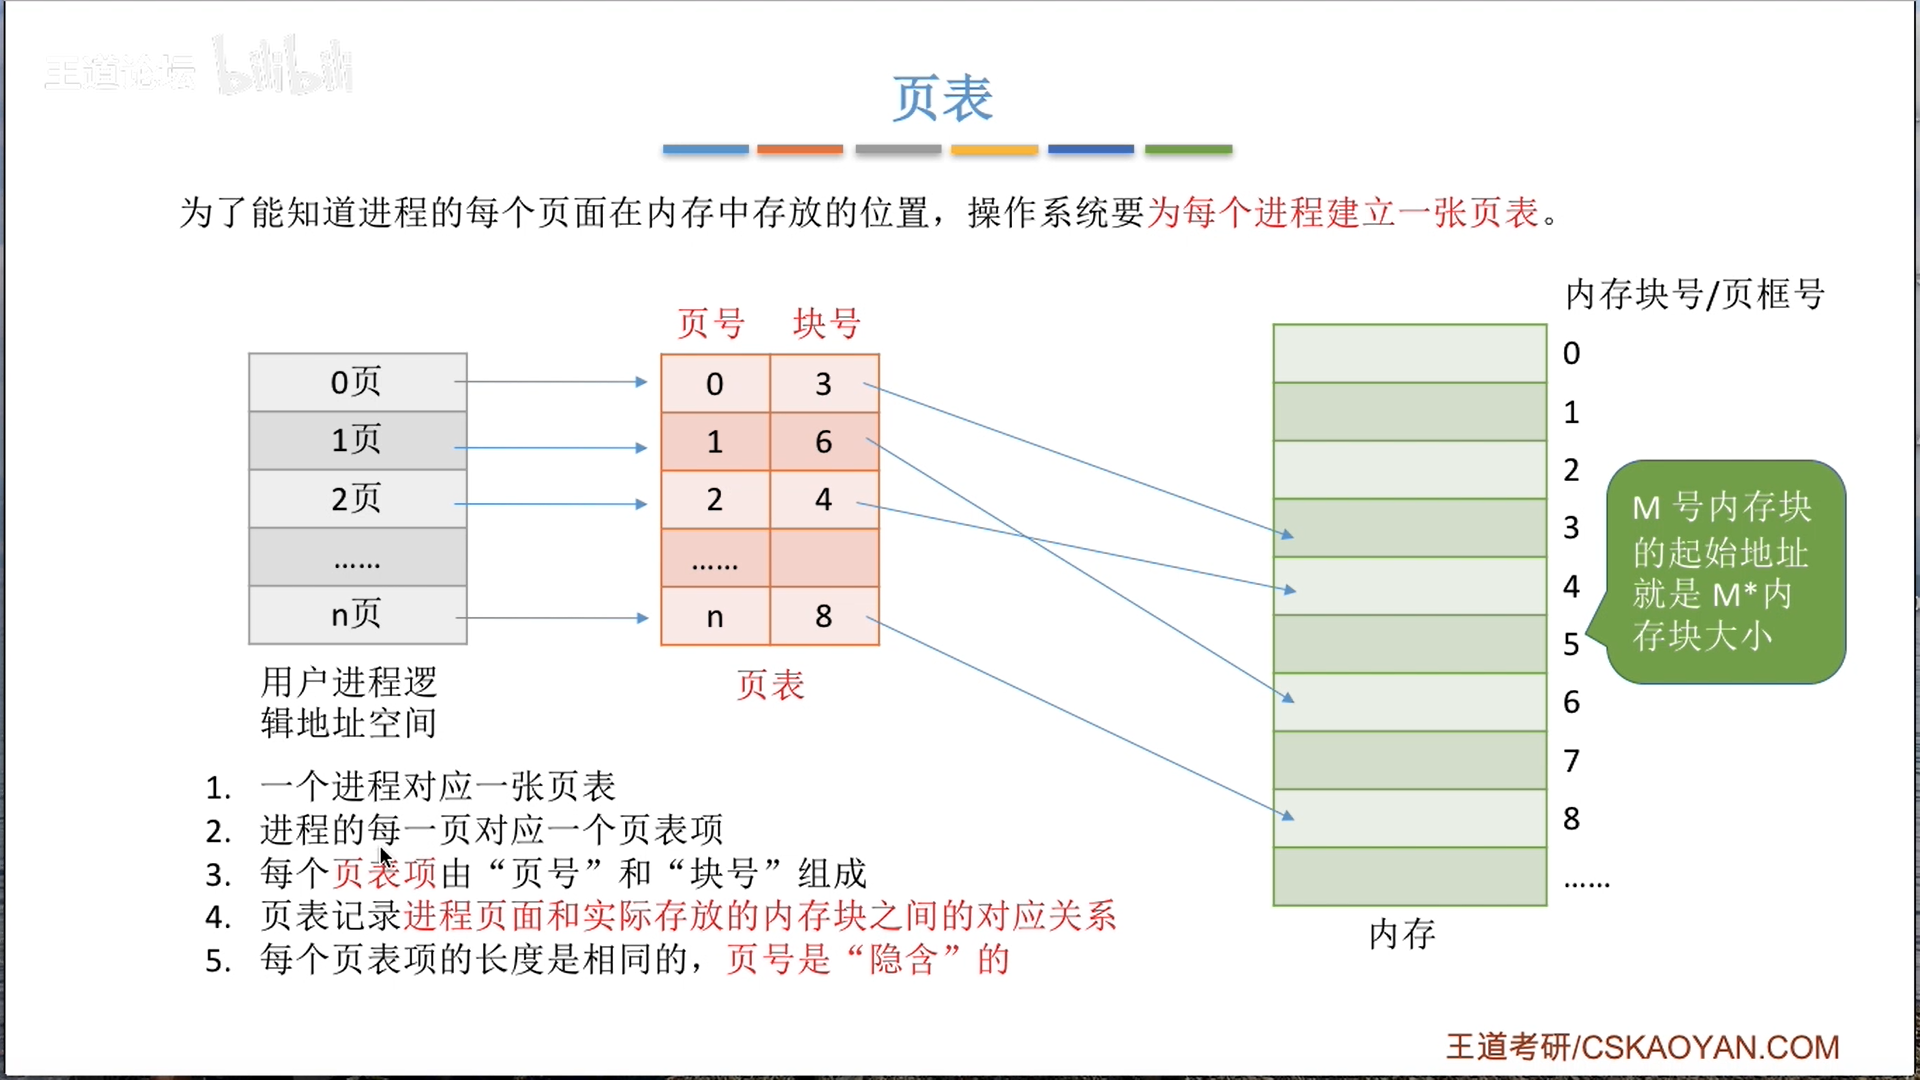 王道论坛 bilibili
页表
为了能知道进程的每个页面在内存中存放的位置，操作系统要为每个进程建立一张页表。
内存块号/页框号
页号 块号
0页 0 3 0
1页 1 6 1
2页 2 4 2
…… …… 3
n页 n 8 4
5
6
7
8
……
M 号内存块
的起始地址
就是 M*内
存块大小
用户进程逻
辑地址空间
页表
内存
1. 一个进程对应一张页表
2. 进程的每一页对应一个页表项
3. 每个页表项由“页号”和“块号”组成
4. 页表记录进程页面和实际存放的内存块之间的对应关系
5. 每个页表项的长度是相同的，页号是“隐含”的
王道考研/CSKAOYAN.COM